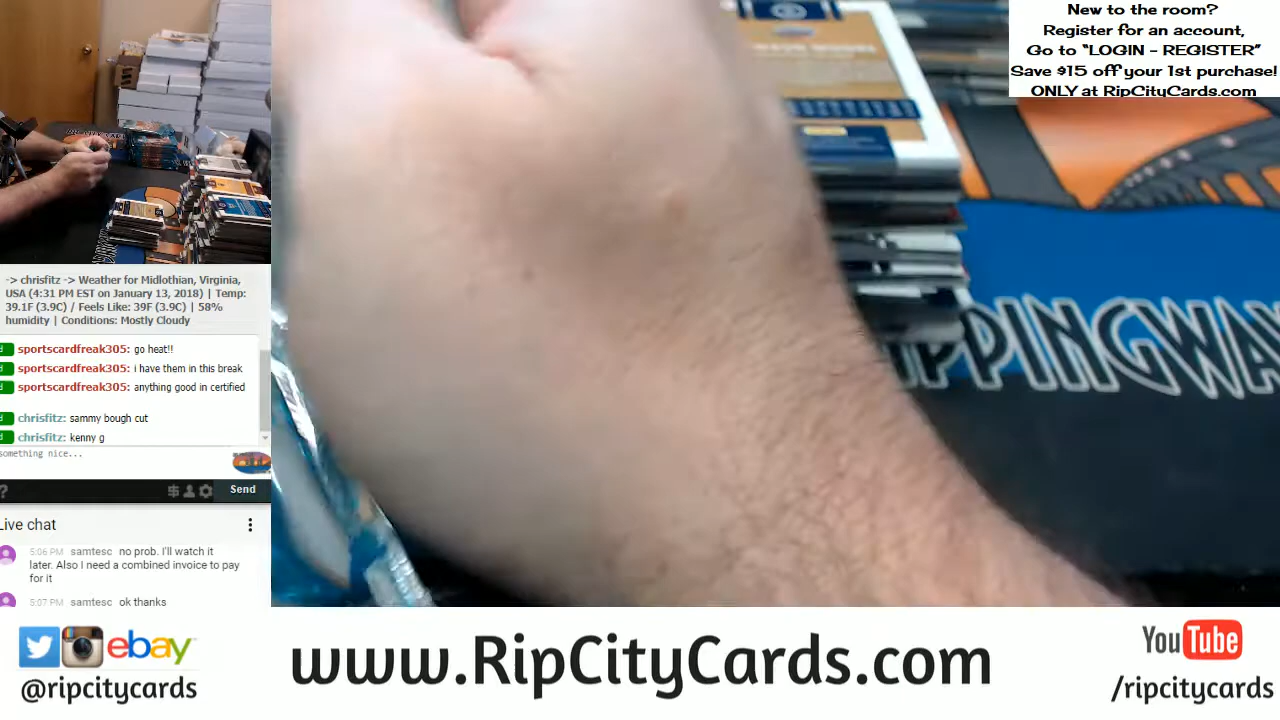 New to the room?
Register for an account,
Go to "LOGIN - REGISTER"
Save $15 off your 1st purchase!
ONLY at RipCityCards.com
-> chrisfitz -> Weather for Midlothian, Virginia,
USA (4:31 PM EST on January 13, 2018) | Temp:
39.1F (3.9C) / Feels Like: 39F (3.9C) | 58%
humidity | Conditions: Mostly Cloudy
sportscardfreak305: go heat!!
sportscardfreak305: i have them in this break
sportscardfreak305: anything good in certified
chrisfitz: sammy bough cut
chrisfitz: kenny g
something nice...
Send
Live chat
5:06 PM samtesc no prob. I'll watch it
later. Also I need a combined invoice to pay
for it
5:07 PM samtesc ok thanks
ebay
@ripcitycards
www.RipCityCards.com
YouTube
/ripcitycards